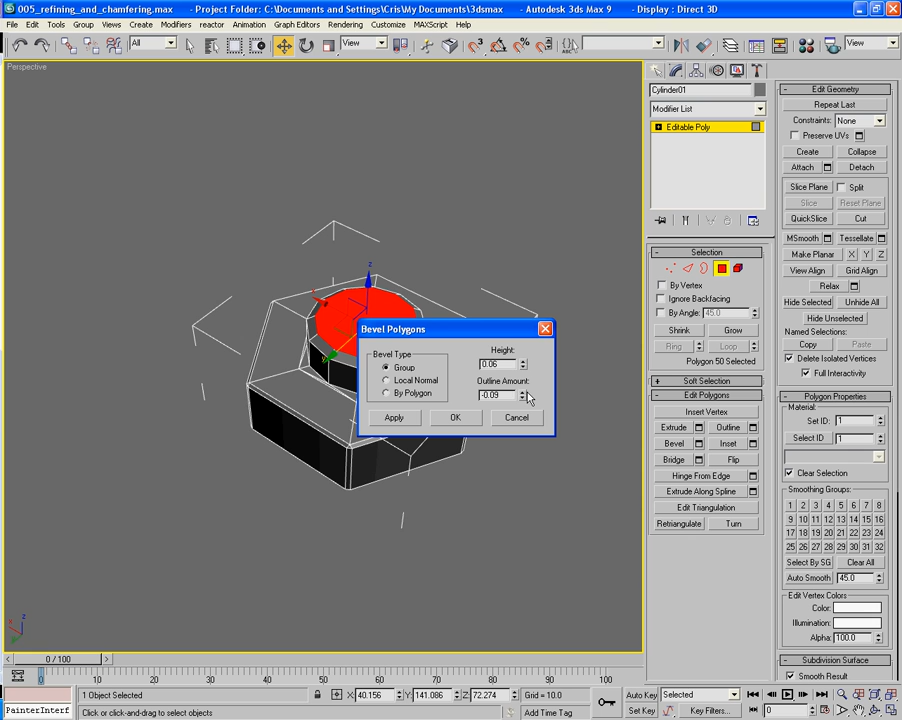 005_refining_and_chamfering.max - Project Folder: C:\Documents and Settings\Cris\My Documents\3dsmax - Autodesk 3ds Max 9 - Display : Direct 3D
File Edit Tools Group Views Create Modifiers reactor Animation Graph Editors Rendering Customize MAXScript Help
All View View
Perspective
Cylinder01
Modifier List
Editable Poly
Selection
By Vertex
Ignore Backfacing
By Angle: 45.0
Shrink Grow
Ring Loop
Polygon 50 Selected
Soft Selection
Edit Polygons
Insert Vertex
Extrude Outline
Bevel Inset
Bridge Flip
Hinge From Edge
Extrude Along Spline
Edit Triangulation
Retriangulate Turn
Edit Geometry
Repeat Last
Constraints: None
Preserve UVs
Create Collapse
Attach Detach
Slice Plane Split
Slice Reset Plane
QuickSlice Cut
MSmooth Tessellate
Make Planar X Y Z
View Align Grid Align
Relax
Hide Selected Unhide All
Hide Unselected
Named Selections:
Copy Paste
Delete Isolated Vertices
Full Interactivity
Polygon Properties
Material:
Set ID: 1
Select ID 1
Clear Selection
Smoothing Groups:
1 2 3 4 5 6 7 8
9 10 11 12 13 14 15 16
17 18 19 20 21 22 23 24
25 26 27 28 29 30 31 32
Select By SG Clear All
Auto Smooth 45.0
Edit Vertex Colors
Color:
Illumination:
Alpha: 100.0
Subdivision Surface
Smooth Result
Bevel Polygons
Bevel Type
Group
Local Normal
By Polygon
Height:
0.06
Outline Amount:
-0.09
Apply OK Cancel
z
y
z
x
0 / 100
0 10 20 30 40 50 60 70 80 90 100
1 Object Selected X: 40.156 Y: 141.086 Z: 72.274 Grid = 10.0 Auto Key Selected
PainterInterf Click or click-and-drag to select objects Add Time Tag Set Key Key Filters... 0